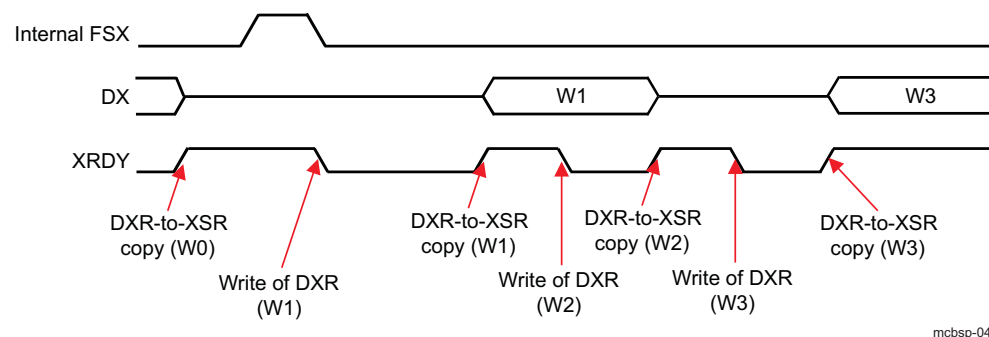 Internal FSX
DX
W1
W3
XRDY
DXR-to-XSR
copy (W0)
Write of DXR
(W1)
DXR-to-XSR
copy (W1)
Write of DXR
(W2)
DXR-to-XSR
copy (W2)
Write of DXR
(W3)
DXR-to-XSR
copy (W3)
mcbsp-04